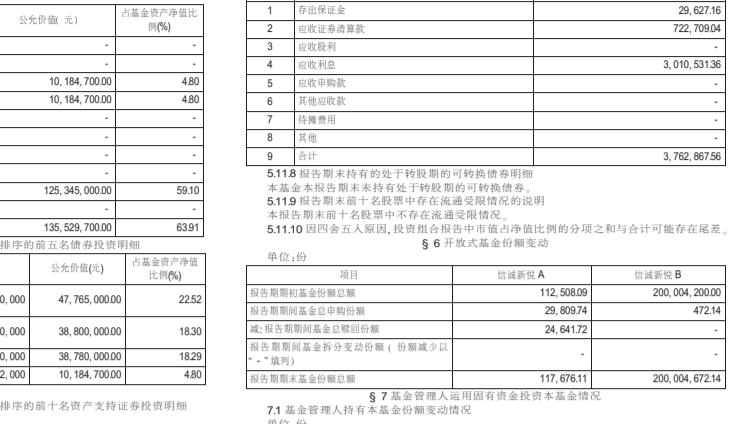 公允价值( 元) 占基金资产净值比
例(%)
- -
- -
10, 184, 700.00 4.80
10, 184, 700.00 4.80
- -
- -
- -
- -
125, 345, 000.00 59.10
- -
135, 529, 700.00 63.91
排序的前五名债券投资明细
公允价值(元) 占基金资产净值
比例(%)
0, 000 47, 765, 000.00 22.52
0, 000 38, 800, 000.00 18.30
0, 000 38, 780, 000.00 18.29
2, 000 10, 184, 700.00 4.80
排序的前十名资产支持证券投资明细
1 存出保证金 29, 627.16
2 应收证券清算款 722, 709.04
3 应收股利 -
4 应收利息 3, 010, 531.36
5 应收申购款 -
6 其他应收款 -
7 待摊费用 -
8 其他 -
9 合计 3, 762, 867.56
5.11.8 报告期末持有的处于转股期的可转换债券明细
本基金本报告期末未持有处于转股期的可转换债券。
5.11.9 报告期末前十名股票中存在流通受限情况的说明
本报告期末前十名股票中不存在流通受限情况。
5.11.10 因四舍五入原因, 投资组合报告中市值占净值比例的分项之和与合计可能存在尾差。
§ 6 开放式基金份额变动
单位:份
项目 信诚新悦 A 信诚新悦 B
报告期期初基金份额总额 112, 508.09 200, 004, 200.00
报告期期间基金总申购份额 29, 809.74 472.14
减:报告期期间基金总赎回份额 24, 641.72 -
报告期期间基金拆分变动份额 ( 份额减少以
“ - ” 填列) - -
报告期期末基金份额总额 117, 676.11 200, 004, 672.14
§ 7 基金管理人运用固有资金投资本基金情况
7.1 基金管理人持有本基金份额变动情况
单位:份